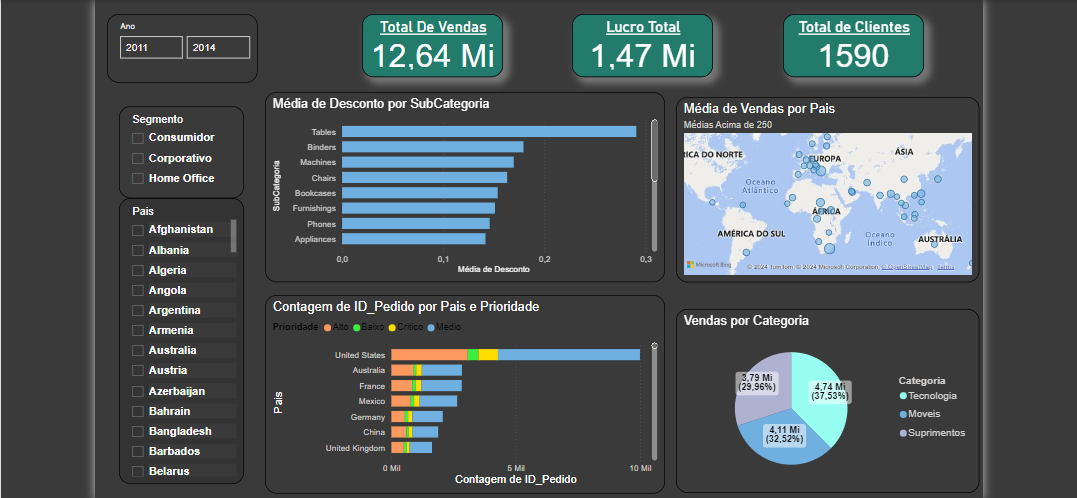 Ano
2011
2014
Total De Vendas
12,64 Mi
Lucro Total
1,47 Mi
Total de Clientes
1590
Segmento
Consumidor
Corporativo
Home Office
Pais
Afghanistan
Albania
Algeria
Angola
Argentina
Armenia
Australia
Austria
Azerbaijan
Bahrain
Bangladesh
Barbados
Belarus
Média de Desconto por SubCategoria
SubCategoria
Tables
Binders
Machines
Chairs
Bookcases
Furnishings
Phones
Appliances
0,0
0,1
0,2
0,3
Média de Desconto
Média de Vendas por Pais
Médias Acima de 250
RICA DO NORTE
EUROPA
ÁSIA
Oceano
Atlântico
ÁFRICA
AMÉRICA DO SUL
Oceano
Índico
AUSTRÁLIA
Microsoft Bing
© 2024 TomTom, © 2024 Microsoft Corporation, © OpenStreetMap Terms
Contagem de ID_Pedido por Pais e Prioridade
Prioridade
Alto
Baixo
Critico
Medio
Pais
United States
Australia
France
Mexico
Germany
China
United Kingdom
0 Mil
5 Mil
10 Mil
Contagem de ID_Pedido
Vendas por Categoria
3,79 Mi
(29,96%)
4,74 Mi
(37,53%)
4,11 Mi
(32,52%)
Categoria
Tecnologia
Moveis
Suprimentos